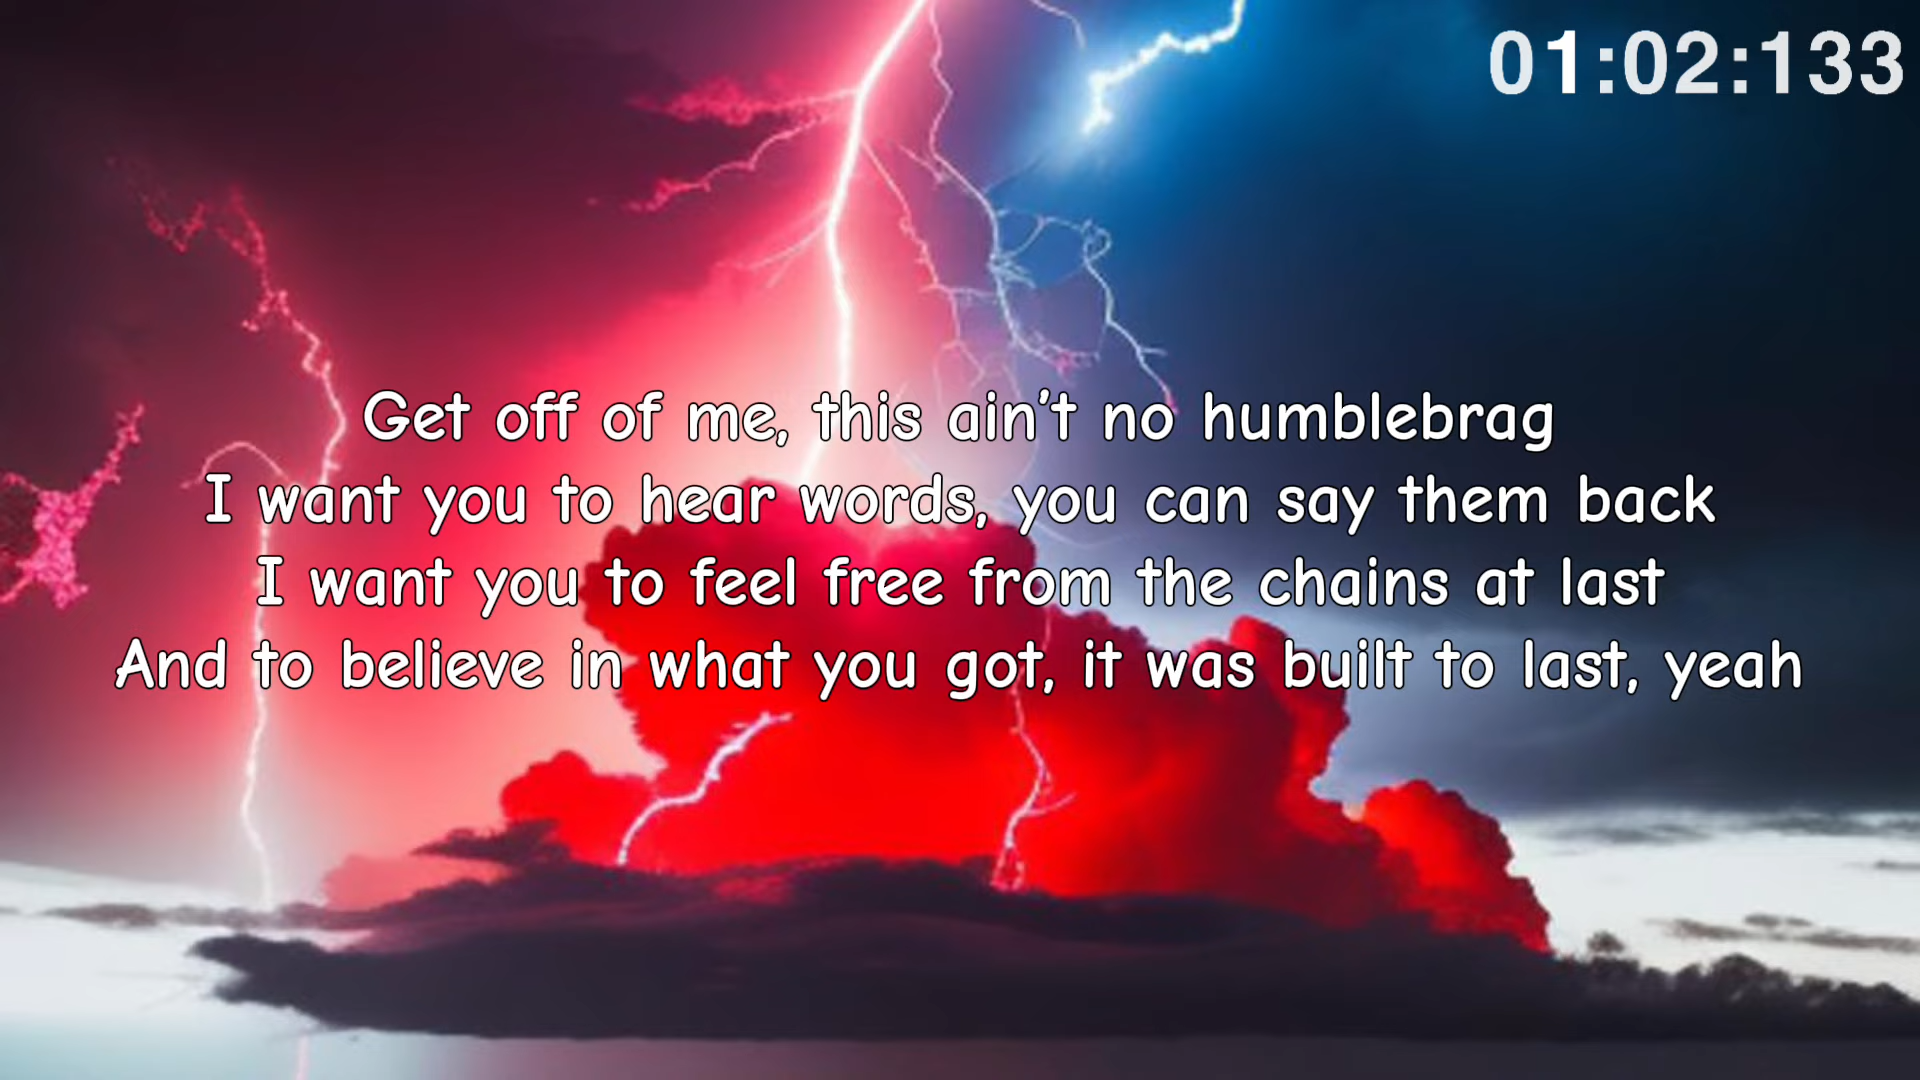 01:02:133
Get off of me, this ain't no humblebrag
I want you to hear words, you can say them back
I want you to feel free from the chains at last
And to believe in what you got, it was built to last, yeah